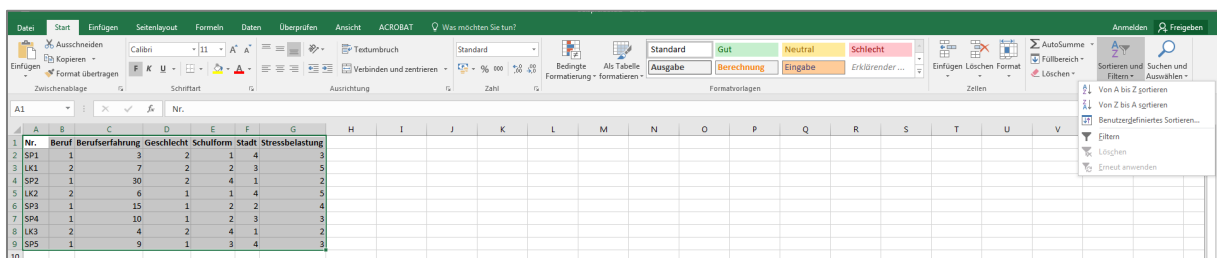 Datei Start Einfügen Seitenlayout Formeln Daten Überprüfen Ansicht ACROBAT Was möchten Sie tun? Anmelden Freigeben
Einfügen
Ausschneiden
Kopieren
Format übertragen
Zwischenablage
Calibri 11 A A
F K U A
Schriftart
Textumbruch
Verbinden und zentrieren
Ausrichtung
Standard
% 000
Zahl
Bedingte Formatierung
Als Tabelle formatieren
Standard Gut Neutral Schlecht
Ausgabe Berechnung Eingabe Erklärender ...
Formatvorlagen
Einfügen Löschen Format
Zellen
AutoSumme
Füllbereich
Löschen
Sortieren und Filtern
Suchen und Auswählen
Von A bis Z sortieren
Von Z bis A sortieren
Benutzerdefiniertes Sortieren...
Filtern
Löschen
Erneut anwenden
A1 fx Nr.
A B C D E F G H I J K L M N O P Q R S T U V
1 Nr. Beruf Berufserfahrung Geschlecht Schulform Stadt Stressbelastung
2 SP1 1 3 2 1 4 3
3 LK1 2 7 2 2 3 5
4 SP2 1 30 2 4 1 2
5 LK2 2 6 1 1 4 5
6 SP3 1 15 1 2 2 4
7 SP4 1 10 1 2 3 3
8 LK3 2 4 2 4 1 2
9 SP5 1 9 1 3 4 3
10